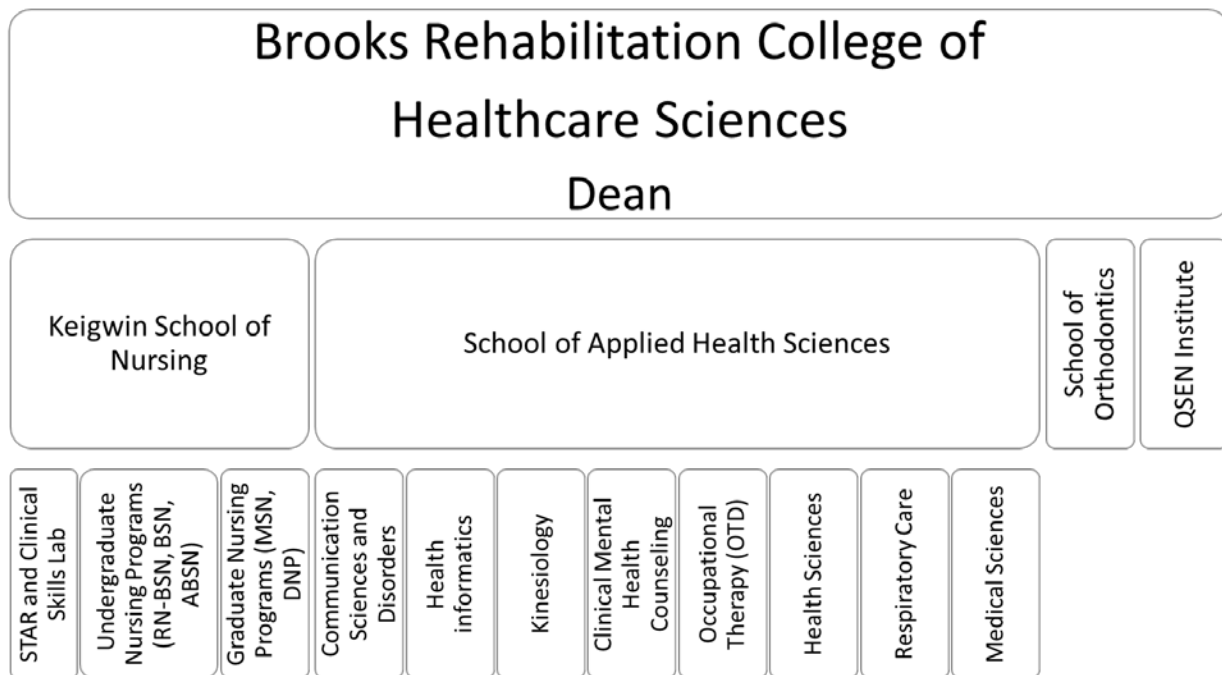 Brooks Rehabilitation College of
Healthcare Sciences
Dean
Keigwin School of
Nursing
School of Applied Health Sciences
School of
Orthodontics
QSEN Institute
STAR and Clinical
Skills Lab
Undergraduate
Nursing Programs
(RN-BSN, BSN,
ABSN)
Graduate Nursing
Programs (MSN,
DNP)
Communication
Sciences and
Disorders
Health
informatics
Kinesiology
Clinical Mental
Health
Counseling
Occupational
Therapy (OTD)
Health Sciences
Respiratory Care
Medical Sciences